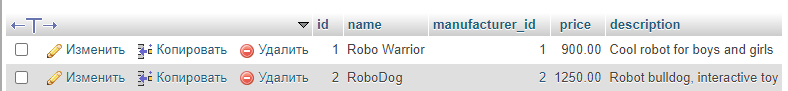 id name manufacturer_id price description
Изменить Копировать Удалить 1 Robo Warrior 1 900.00 Cool robot for boys and girls
Изменить Копировать Удалить 2 RoboDog 2 1250.00 Robot bulldog, interactive toy